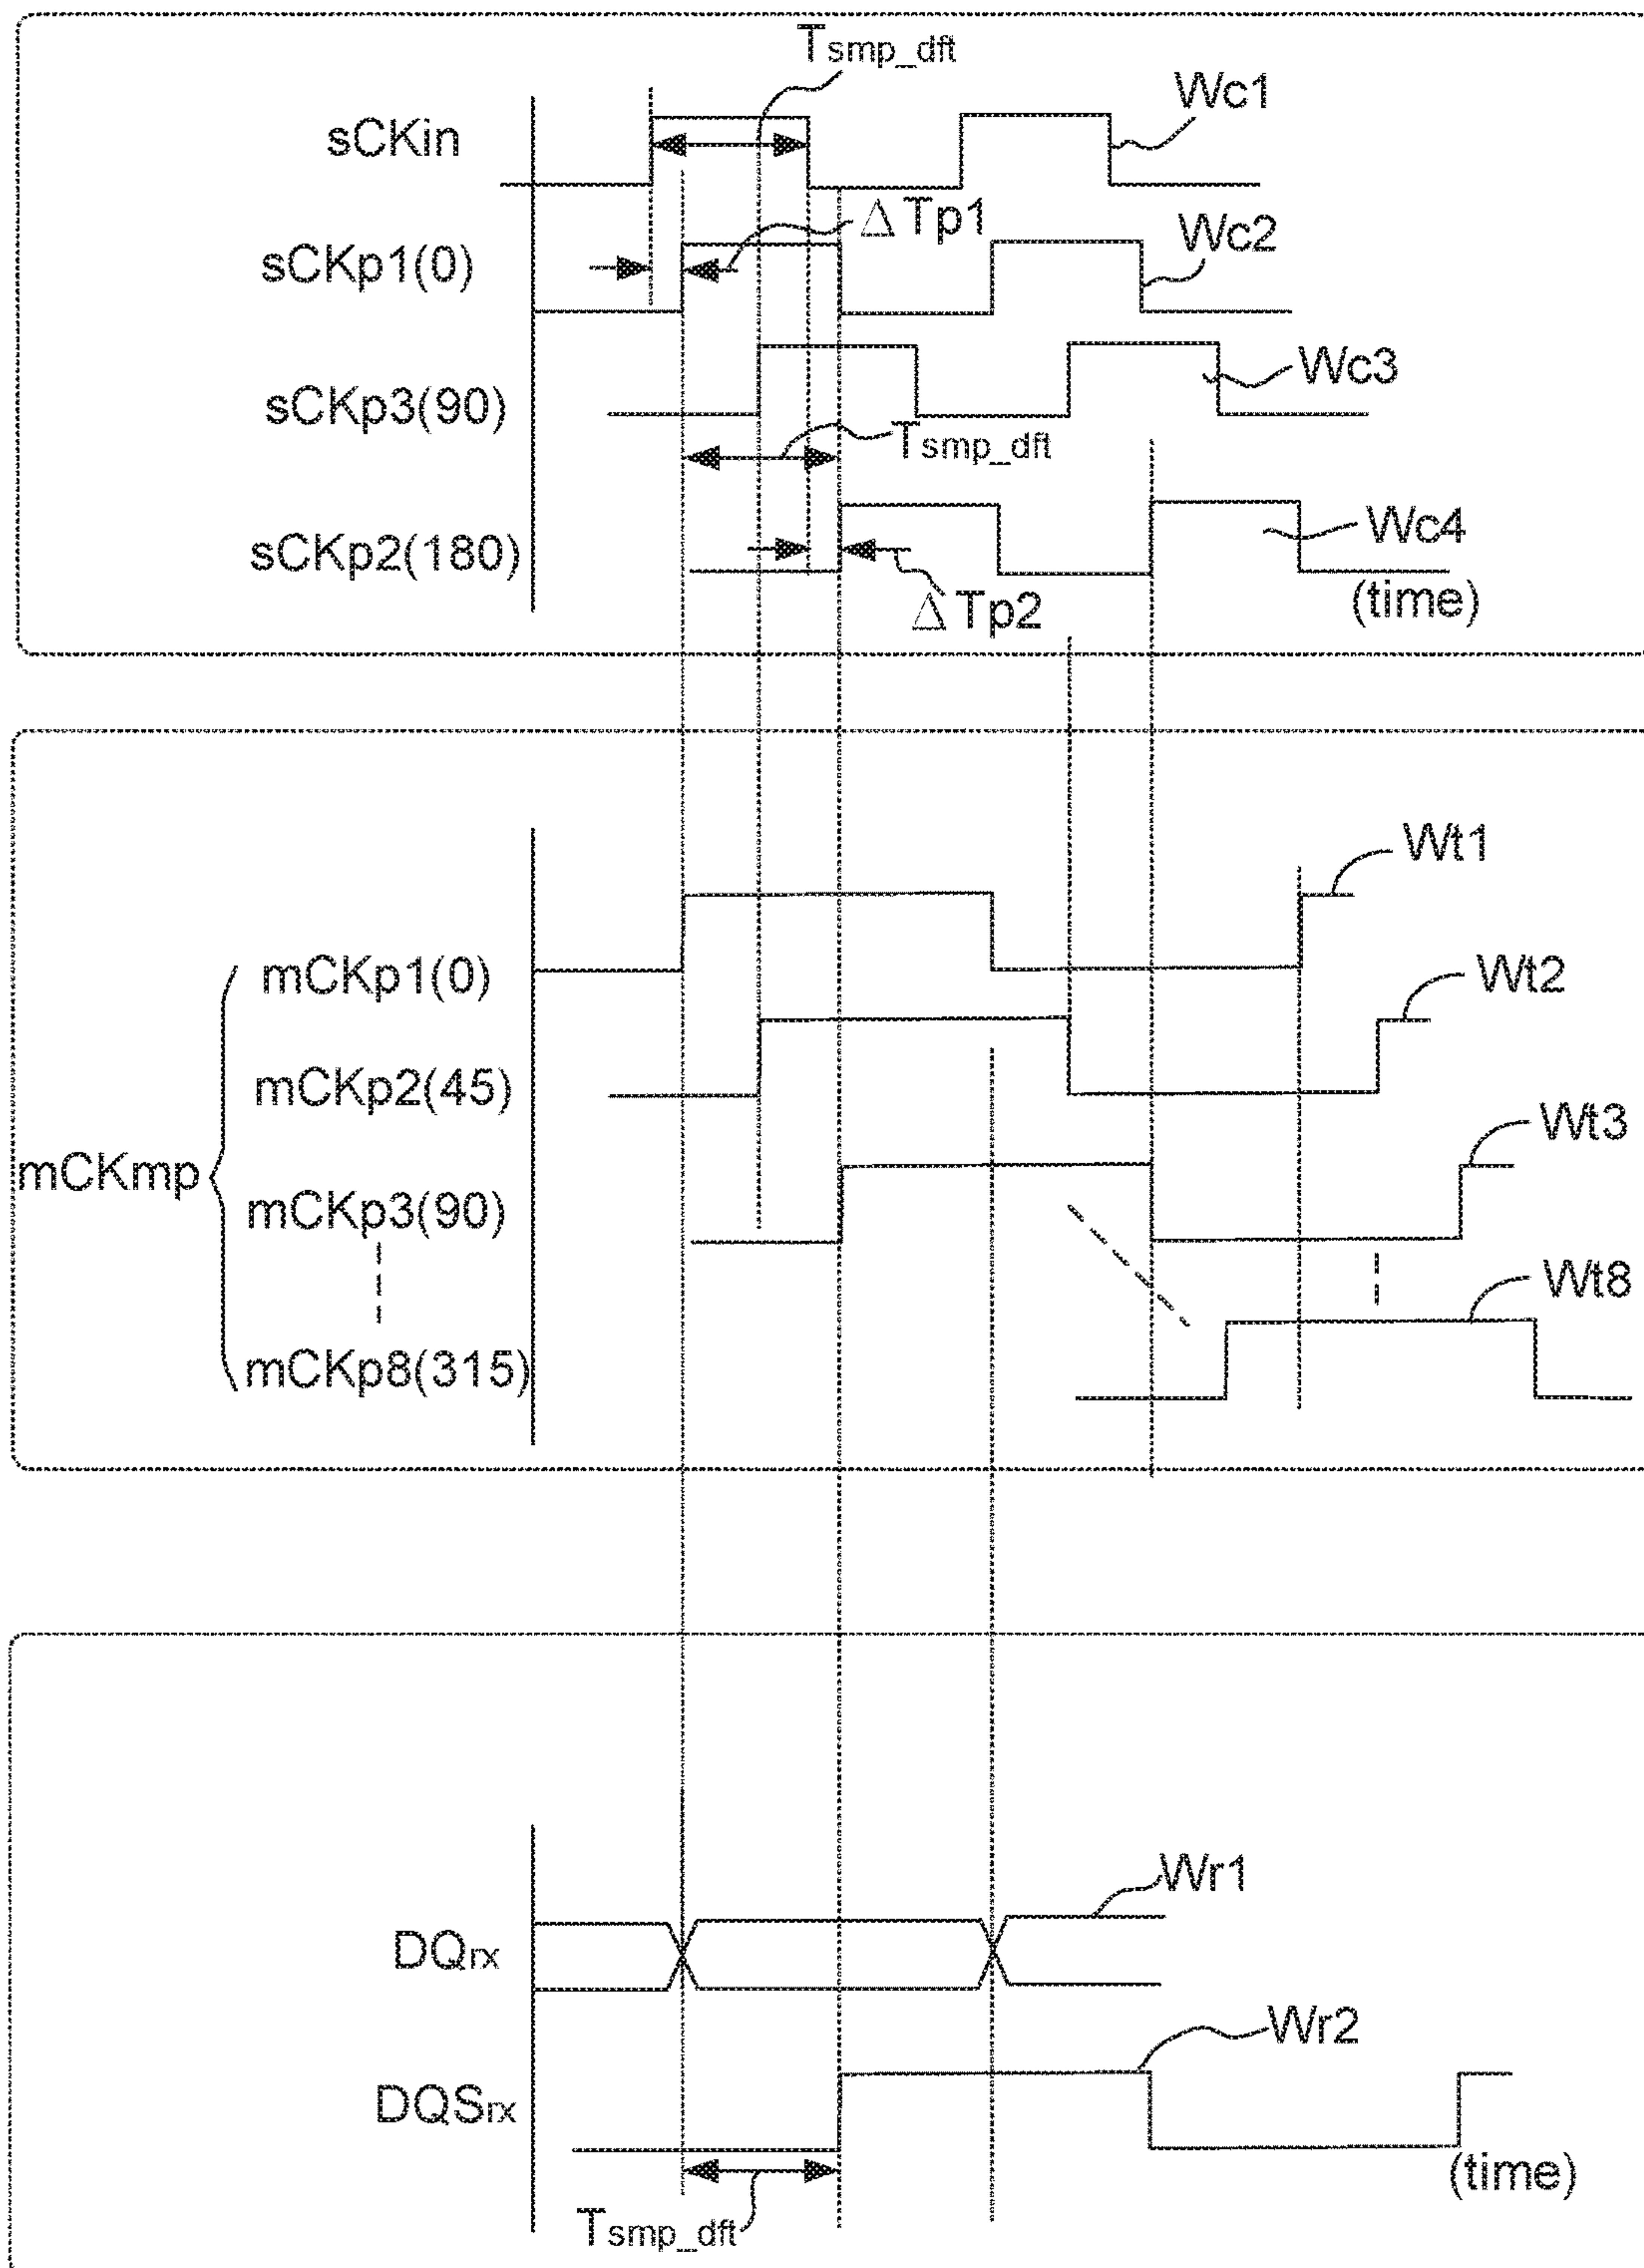 Tsmp_dft
sCKin
Wc1
ΔTp1
sCKp1(0)
Wc2
sCKp3(90)
Wc3
Tsmp_dft
sCKp2(180)
Wc4
ΔTp2
(time)
Wt1
mCKp1(0)
Wt2
mCKp2(45)
Wt3
mCKmp
mCKp3(90)
Wt8
mCKp8(315)
Wr1
DQrx
Wr2
DQSrx
(time)
Tsmp_dft